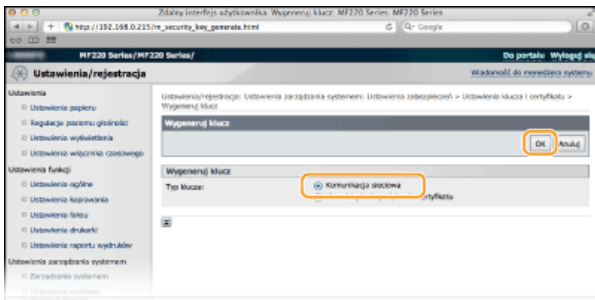 Zdalny interfejs użytkownika: Wygeneruj klucz: MF220 Series: MF220 Series
http://192.168.0.215/m_security_key_generate.html
Google
MF220 Series/MF220 Series/
Do portalu Wyloguj się
Ustawienia/rejestracja
Wiadomość do menedżera systemu
Ustawienia
Ustawienia/rejestracja: Ustawienia zarządzania systemem: Ustawienia zabezpieczeń > Ustawienia klucza i certyfikatu >
Wygeneruj klucz
Ustawienia papieru
Regulacja poziomu głośności
Ustawienia wyświetlania
Ustawienia włącznika czasowego
Wygeneruj klucz
OK Anuluj
Ustawienia funkcji
Ustawienia ogólne
Ustawienia kopiowania
Ustawienia faksu
Ustawienia drukarki
Ustawienia raportu wydruków
Wygeneruj klucz
Typ klucza:
Komunikacja sieciowa
certyfikatu
Ustawienia zarządzania systemem
Zarządzanie systemem